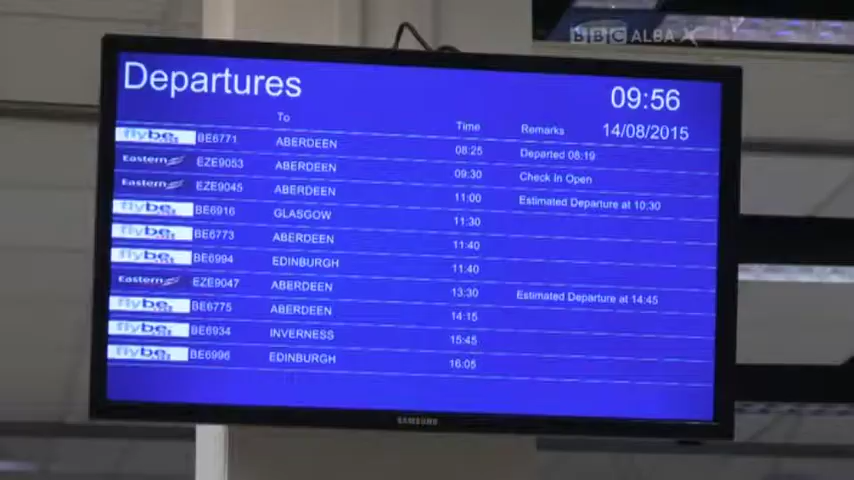 BBC ALBA
Departures
09:56
To Time Remarks 14/08/2015
flybe. BE6771 ABERDEEN 08:25 Departed 08:19
Eastern EZE9053 ABERDEEN 09:30 Check In Open
Eastern EZE9045 ABERDEEN 11:00 Estimated Departure at 10:30
flybe. BE6916 GLASGOW 11:30
flybe. BE6773 ABERDEEN 11:40
flybe. BE6994 EDINBURGH 11:40
Eastern EZE9047 ABERDEEN 13:30 Estimated Departure at 14:45
flybe. BE6775 ABERDEEN 14:15
flybe. BE6934 INVERNESS 15:45
flybe. BE6996 EDINBURGH 16:05
SAMSUNG